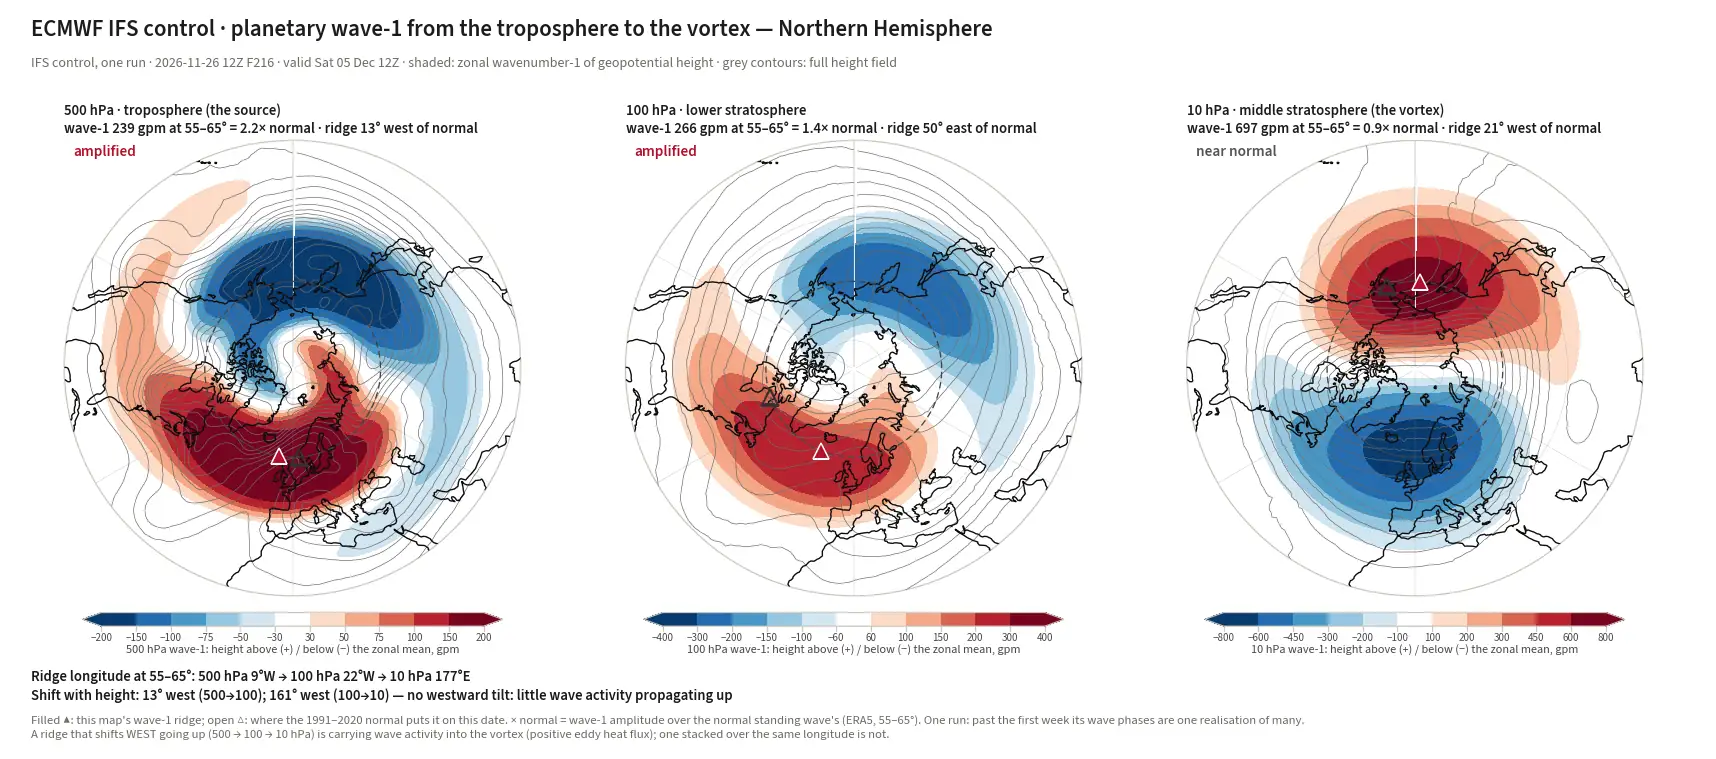 ECMWF IFS control · planetary wave-1 from the troposphere to the vortex — Northern Hemisphere
IFS control, one run · 2026-11-26 12Z F216 · valid Sat 05 Dec 12Z · shaded: zonal wavenumber-1 of geopotential height · grey contours: full height field
500 hPa · troposphere (the source)
wave-1 239 gpm at 55–65° = 2.2× normal · ridge 13° west of normal
amplified
100 hPa · lower stratosphere
wave-1 266 gpm at 55–65° = 1.4× normal · ridge 50° east of normal
amplified
10 hPa · middle stratosphere (the vortex)
wave-1 697 gpm at 55–65° = 0.9× normal · ridge 21° west of normal
near normal
−200 −150 −100 −75 −50 −30 30 50 75 100 150 200
500 hPa wave-1: height above (+) / below (−) the zonal mean, gpm
−400 −300 −200 −150 −100 −60 60 100 150 200 300 400
100 hPa wave-1: height above (+) / below (−) the zonal mean, gpm
−800 −600 −450 −300 −200 −100 100 200 300 450 600 800
10 hPa wave-1: height above (+) / below (−) the zonal mean, gpm
Ridge longitude at 55–65°: 500 hPa 9°W → 100 hPa 22°W → 10 hPa 177°E
Shift with height: 13° west (500→100); 161° west (100→10) — no westward tilt: little wave activity propagating up
Filled ▲: this map's wave-1 ridge; open △: where the 1991–2020 normal puts it on this date. × normal = wave-1 amplitude over the normal standing wave's (ERA5, 55–65°). One run: past the first week its wave phases are one realisation of many.
A ridge that shifts WEST going up (500 → 100 → 10 hPa) is carrying wave activity into the vortex (positive eddy heat flux); one stacked over the same longitude is not.